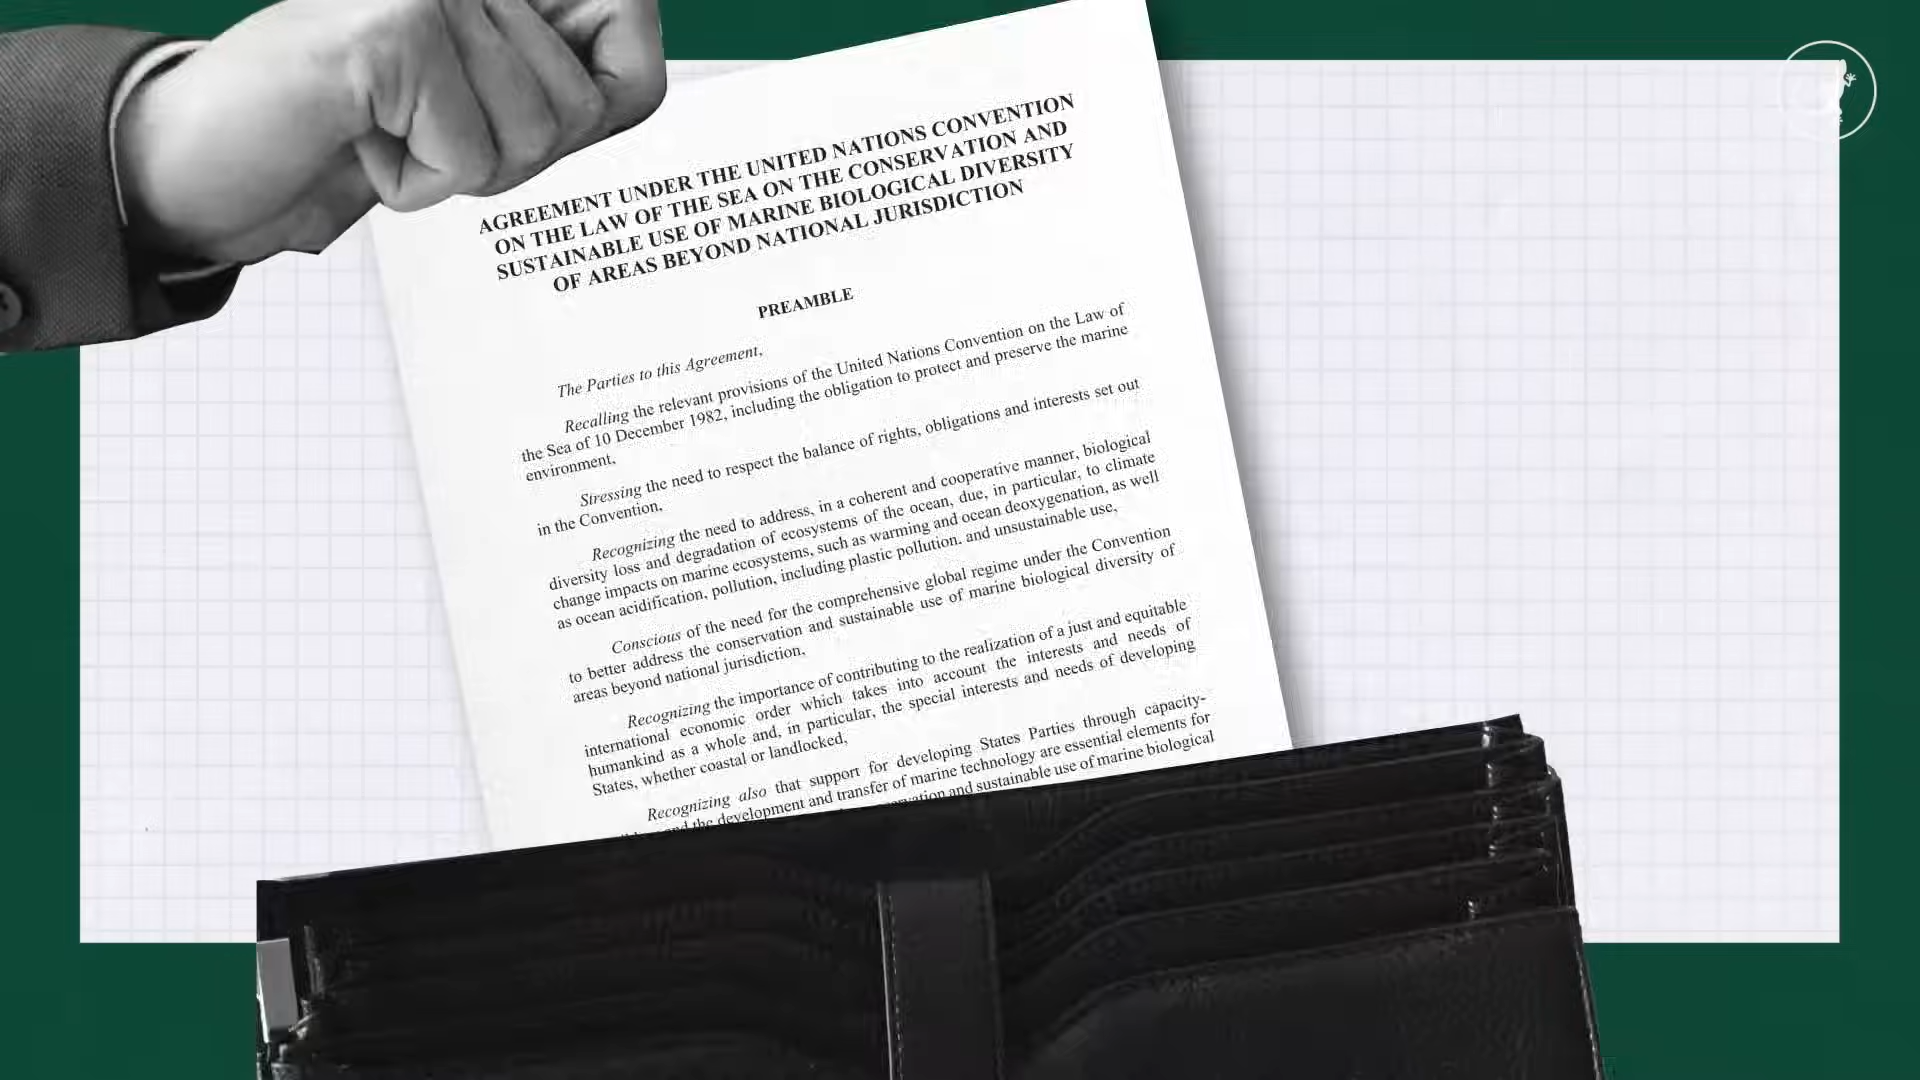 AGREEMENT UNDER THE UNITED NATIONS CONVENTION
ON THE LAW OF THE SEA ON THE CONSERVATION AND
SUSTAINABLE USE OF MARINE BIOLOGICAL DIVERSITY
OF AREAS BEYOND NATIONAL JURISDICTION
PREAMBLE
The Parties to this Agreement,
Recalling the relevant provisions of the United Nations Convention on the Law of
the Sea of 10 December 1982, including the obligation to protect and preserve the marine
environment,
Stressing the need to respect the balance of rights, obligations and interests set out
in the Convention,
Recognizing the need to address, in a coherent and cooperative manner, biological
diversity loss and degradation of ecosystems of the ocean, due, in particular, to climate
change impacts on marine ecosystems, such as warming and ocean deoxygenation, as well
as ocean acidification, pollution, including plastic pollution, and unsustainable use,
Conscious of the need for the comprehensive global regime under the Convention
to better address the conservation and sustainable use of marine biological diversity of
areas beyond national jurisdiction,
Recognizing the importance of contributing to the realization of a just and equitable
international economic order which takes into account the interests and needs of
humankind as a whole and, in particular, the special interests and needs of developing
States, whether coastal or landlocked,
Recognizing also that support for developing States Parties through capacity-
and the development and transfer of marine technology are essential elements for
and sustainable use of marine biological